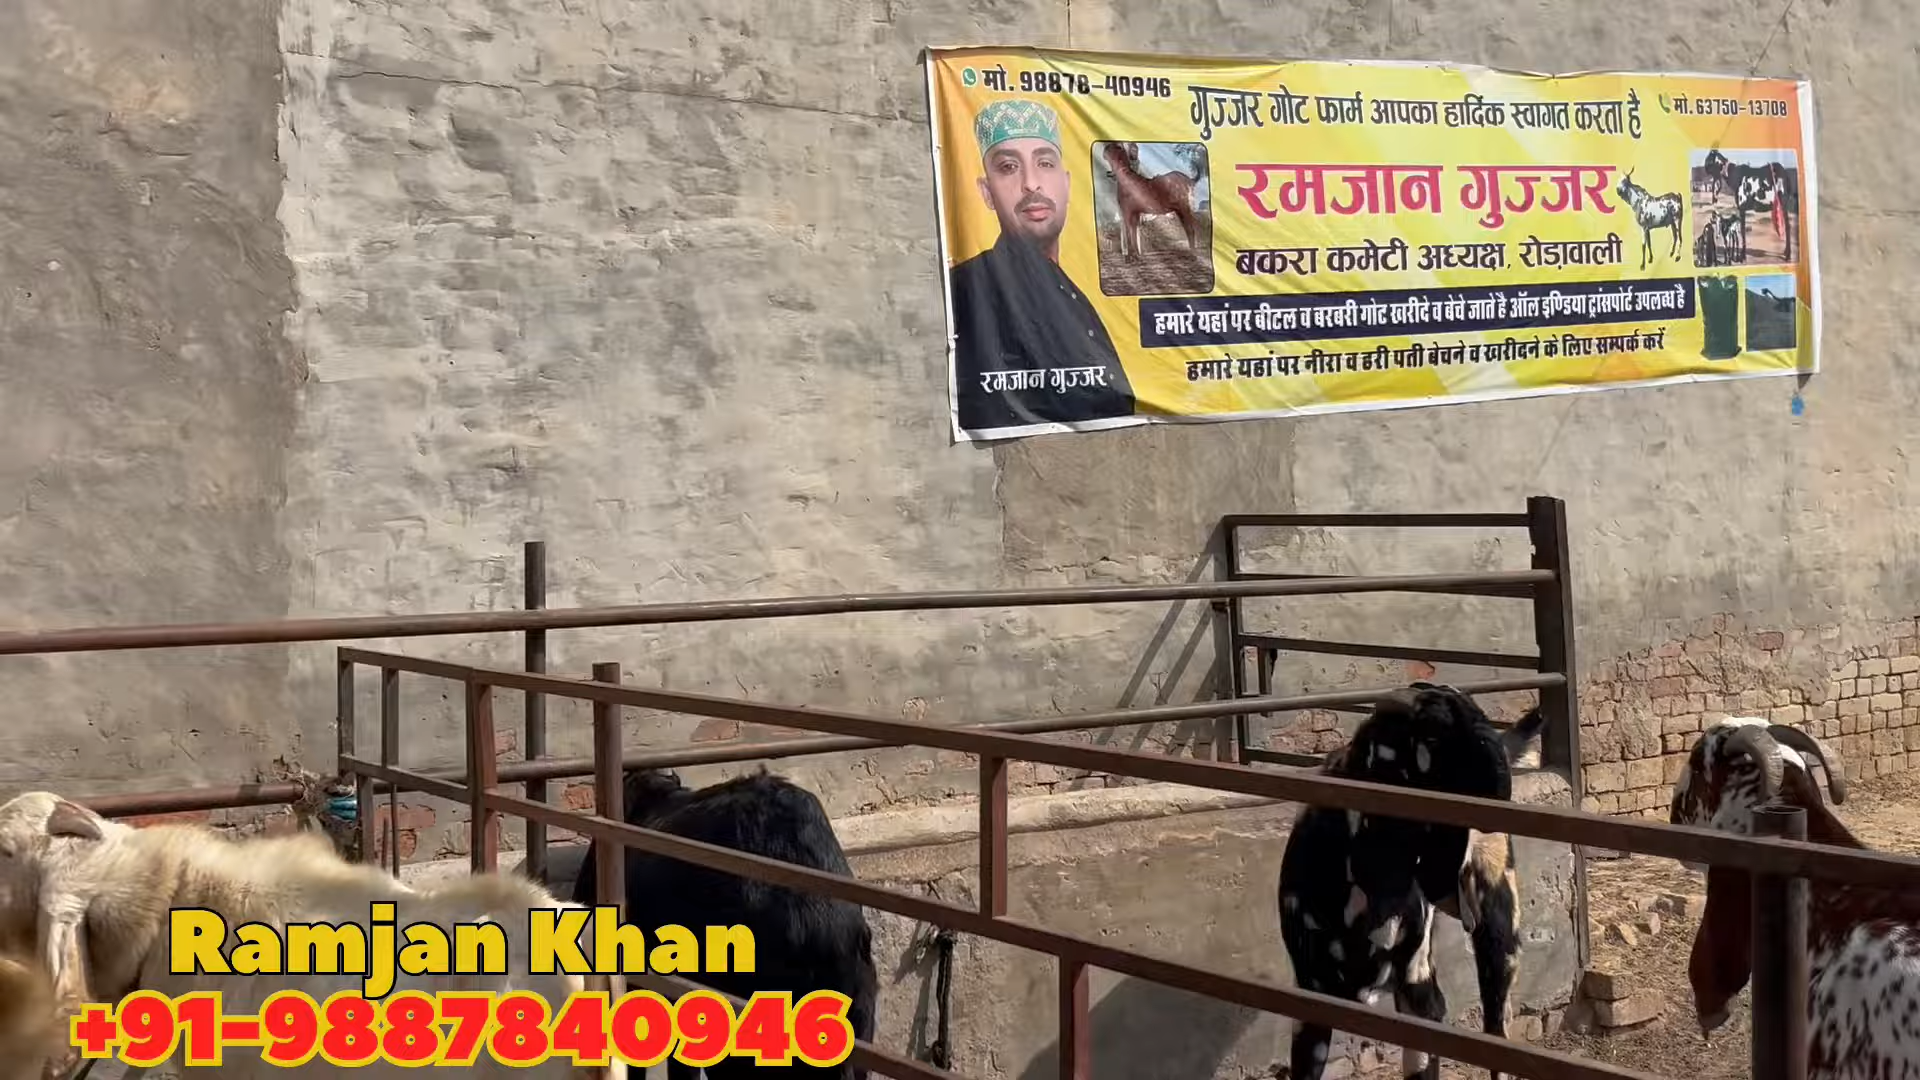 मो. 98878-40946
गुज्जर गोट फार्म आपका हार्दिक स्वागत करता है
मो. 63750-13708
रमजान गुज्जर
बकरा कमेटी अध्यक्ष, रोड़ावाली
हमारे यहां पर बीटल व बरबरी गोट खरीदे व बेचे जाते है ऑल इण्डिया ट्रांसपोर्ट उपलब्ध है
हमारे यहां पर नीरा व हरी पती बेचने व खरीदने के लिए सम्पर्क करें
रमजान गुज्जर
Ramjan Khan
+91-9887840946